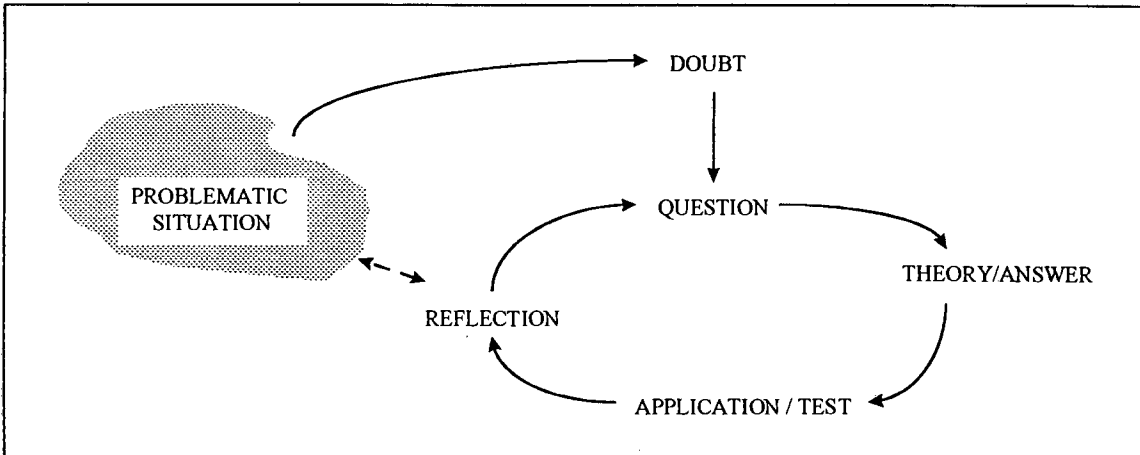 DOUBT
PROBLEMATIC
SITUATION
QUESTION
THEORY/ANSWER
REFLECTION
APPLICATION / TEST